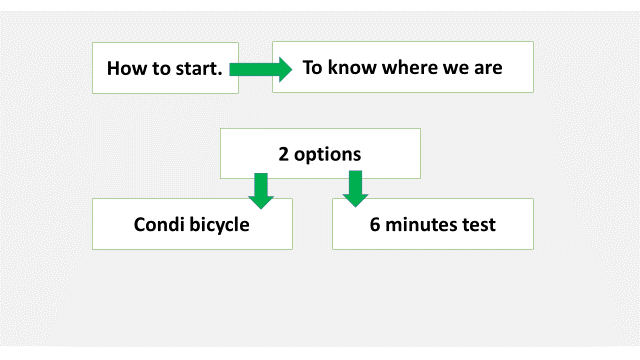 How to start.
To know where we are
2 options
Condi bicycle
6 minutes test